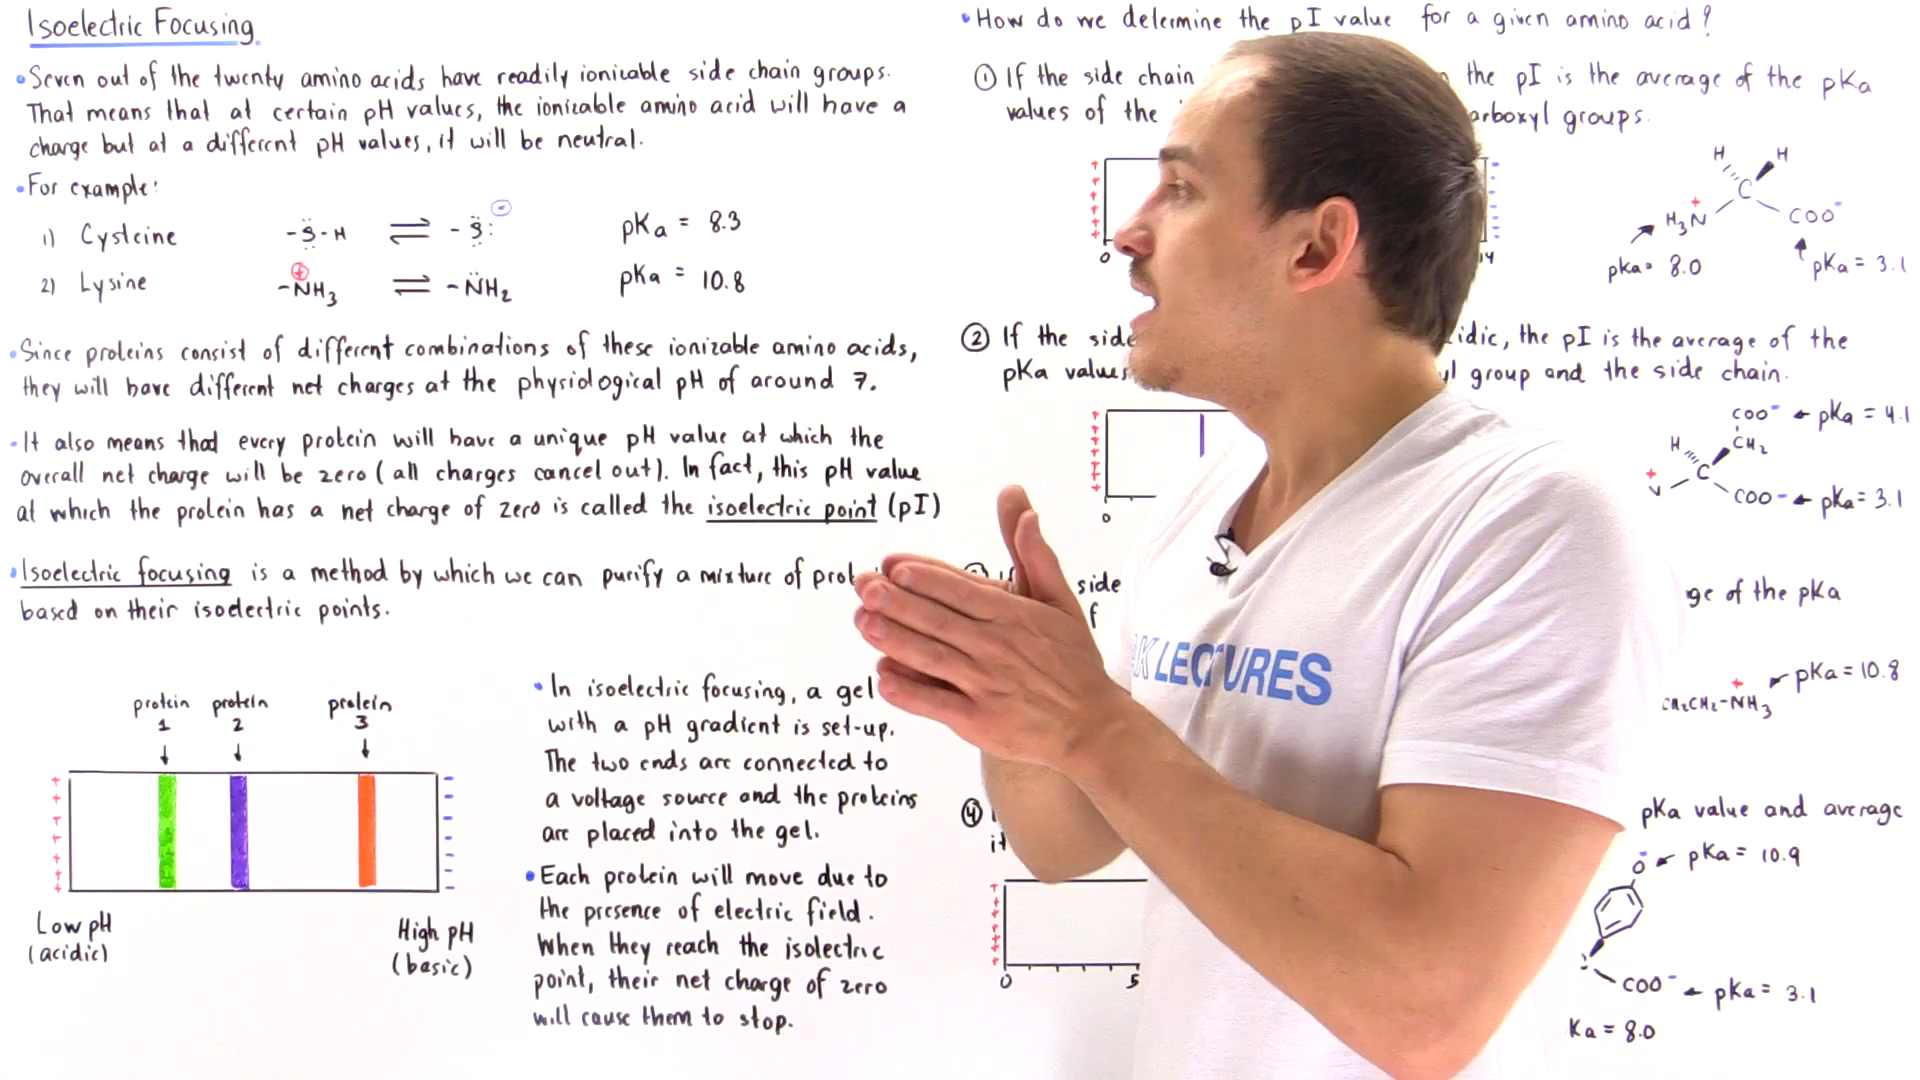 Isoelectric Focusing
• Seven out of the twenty amino acids have readily ionizable side chain groups.
That means that at certain pH values, the ionizable amino acid will have a
charge but at a different pH values, it will be neutral.
• For example:
1) Cysteine -S-H ⇌ -S: - pKa = 8.3
2) Lysine + -NH3 ⇌ -NH2 pKa = 10.8
• Since proteins consist of different combinations of these ionizable amino acids,
they will have different net charges at the physiological pH of around 7.
• It also means that every protein will have a unique pH value at which the
overall net charge will be zero (all charges cancel out). In fact, this pH value
at which the protein has a net charge of zero is called the isoelectric point (pI)
• Isoelectric focusing is a method by which we can purify a mixture of prot
based on their isoelectric points.
protein 1
protein 2
protein 3
Low pH
(acidic)
High pH
(basic)
• In isoelectric focusing, a gel
with a pH gradient is set-up.
The two ends are connected to
a voltage source and the proteins
are placed into the gel.
• Each protein will move due to
the presence of electric field.
When they reach the isolectric
point, their net charge of zero
will cause them to stop.
• How do we determine the pI value for a given amino acid?
① If the side chain the pI is the average of the pKa
values of the arboxyl groups.
0
14
H H
C
H3N+ COO-
pKa = 8.0
pKa = 3.1
② If the side idic, the pI is the average of the
pKa values yl group and the side chain.
0
COO- ← pKa = 4.1
CH2
H
+
C
COO- ← pKa = 3.1
side
ge of the pKa
f
CH2CH2-NH3+ pKa = 10.8
④
pKa value and average
it
0 5
O- ← pKa = 10.9
COO- ← pKa = 3.1
Ka = 8.0
AK LECTURES